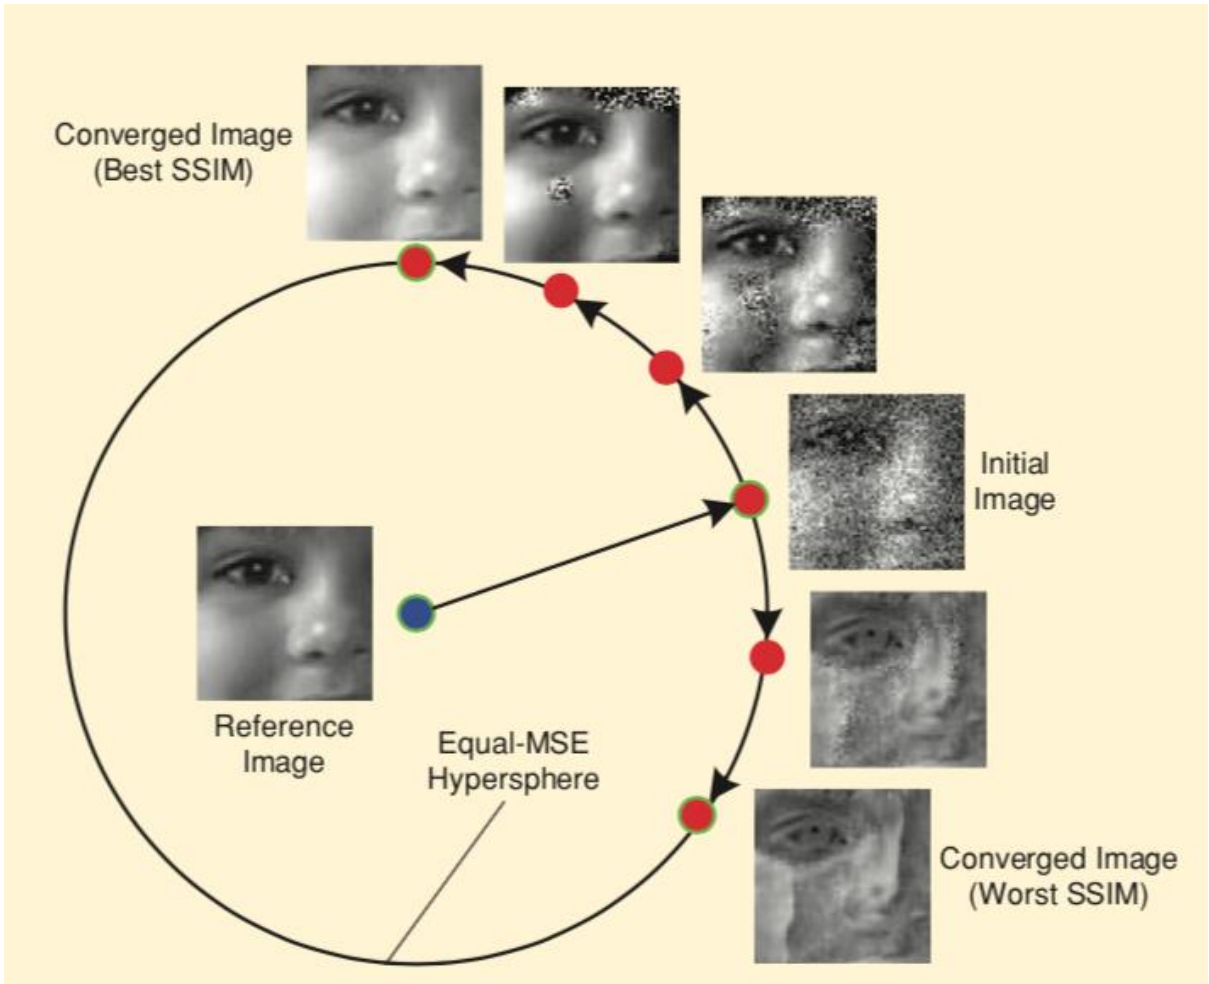 Converged Image
(Best SSIM)
Initial
Image
Reference
Image
Equal-MSE
Hypersphere
Converged Image
(Worst SSIM)